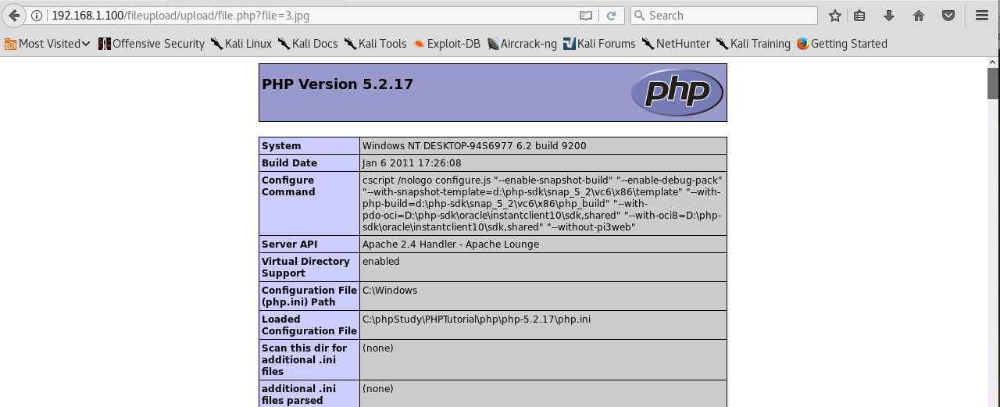 192.168.1.100/fileupload/upload/file.php?file=3.jpg
Search
Most Visited
Offensive Security
Kali Linux
Kali Docs
Kali Tools
Exploit-DB
Aircrack-ng
Kali Forums
NetHunter
Kali Training
Getting Started
PHP Version 5.2.17
php
System
Windows NT DESKTOP-94S6977 6.2 build 9200
Build Date
Jan 6 2011 17:26:08
Configure
Command
cscript /nologo configure.js "--enable-snapshot-build" "--enable-debug-pack"
"--with-snapshot-template=d:\php-sdk\snap_5_2\vc6\x86\template" "--with-
php-build=d:\php-sdk\snap_5_2\vc6\x86\php_build" "--with-
pdo-oci=D:\php-sdk\oracle\instantclient10\sdk,shared" "--with-oci8=D:\php-
sdk\oracle\instantclient10\sdk,shared" "--without-pi3web"
Server API
Apache 2.4 Handler - Apache Lounge
Virtual Directory
Support
enabled
Configuration File
(php.ini) Path
C:\Windows
Loaded
Configuration File
C:\phpStudy\PHPTutorial\php\php-5.2.17\php.ini
Scan this dir for
additional .ini
files
(none)
additional .ini
files parsed
(none)